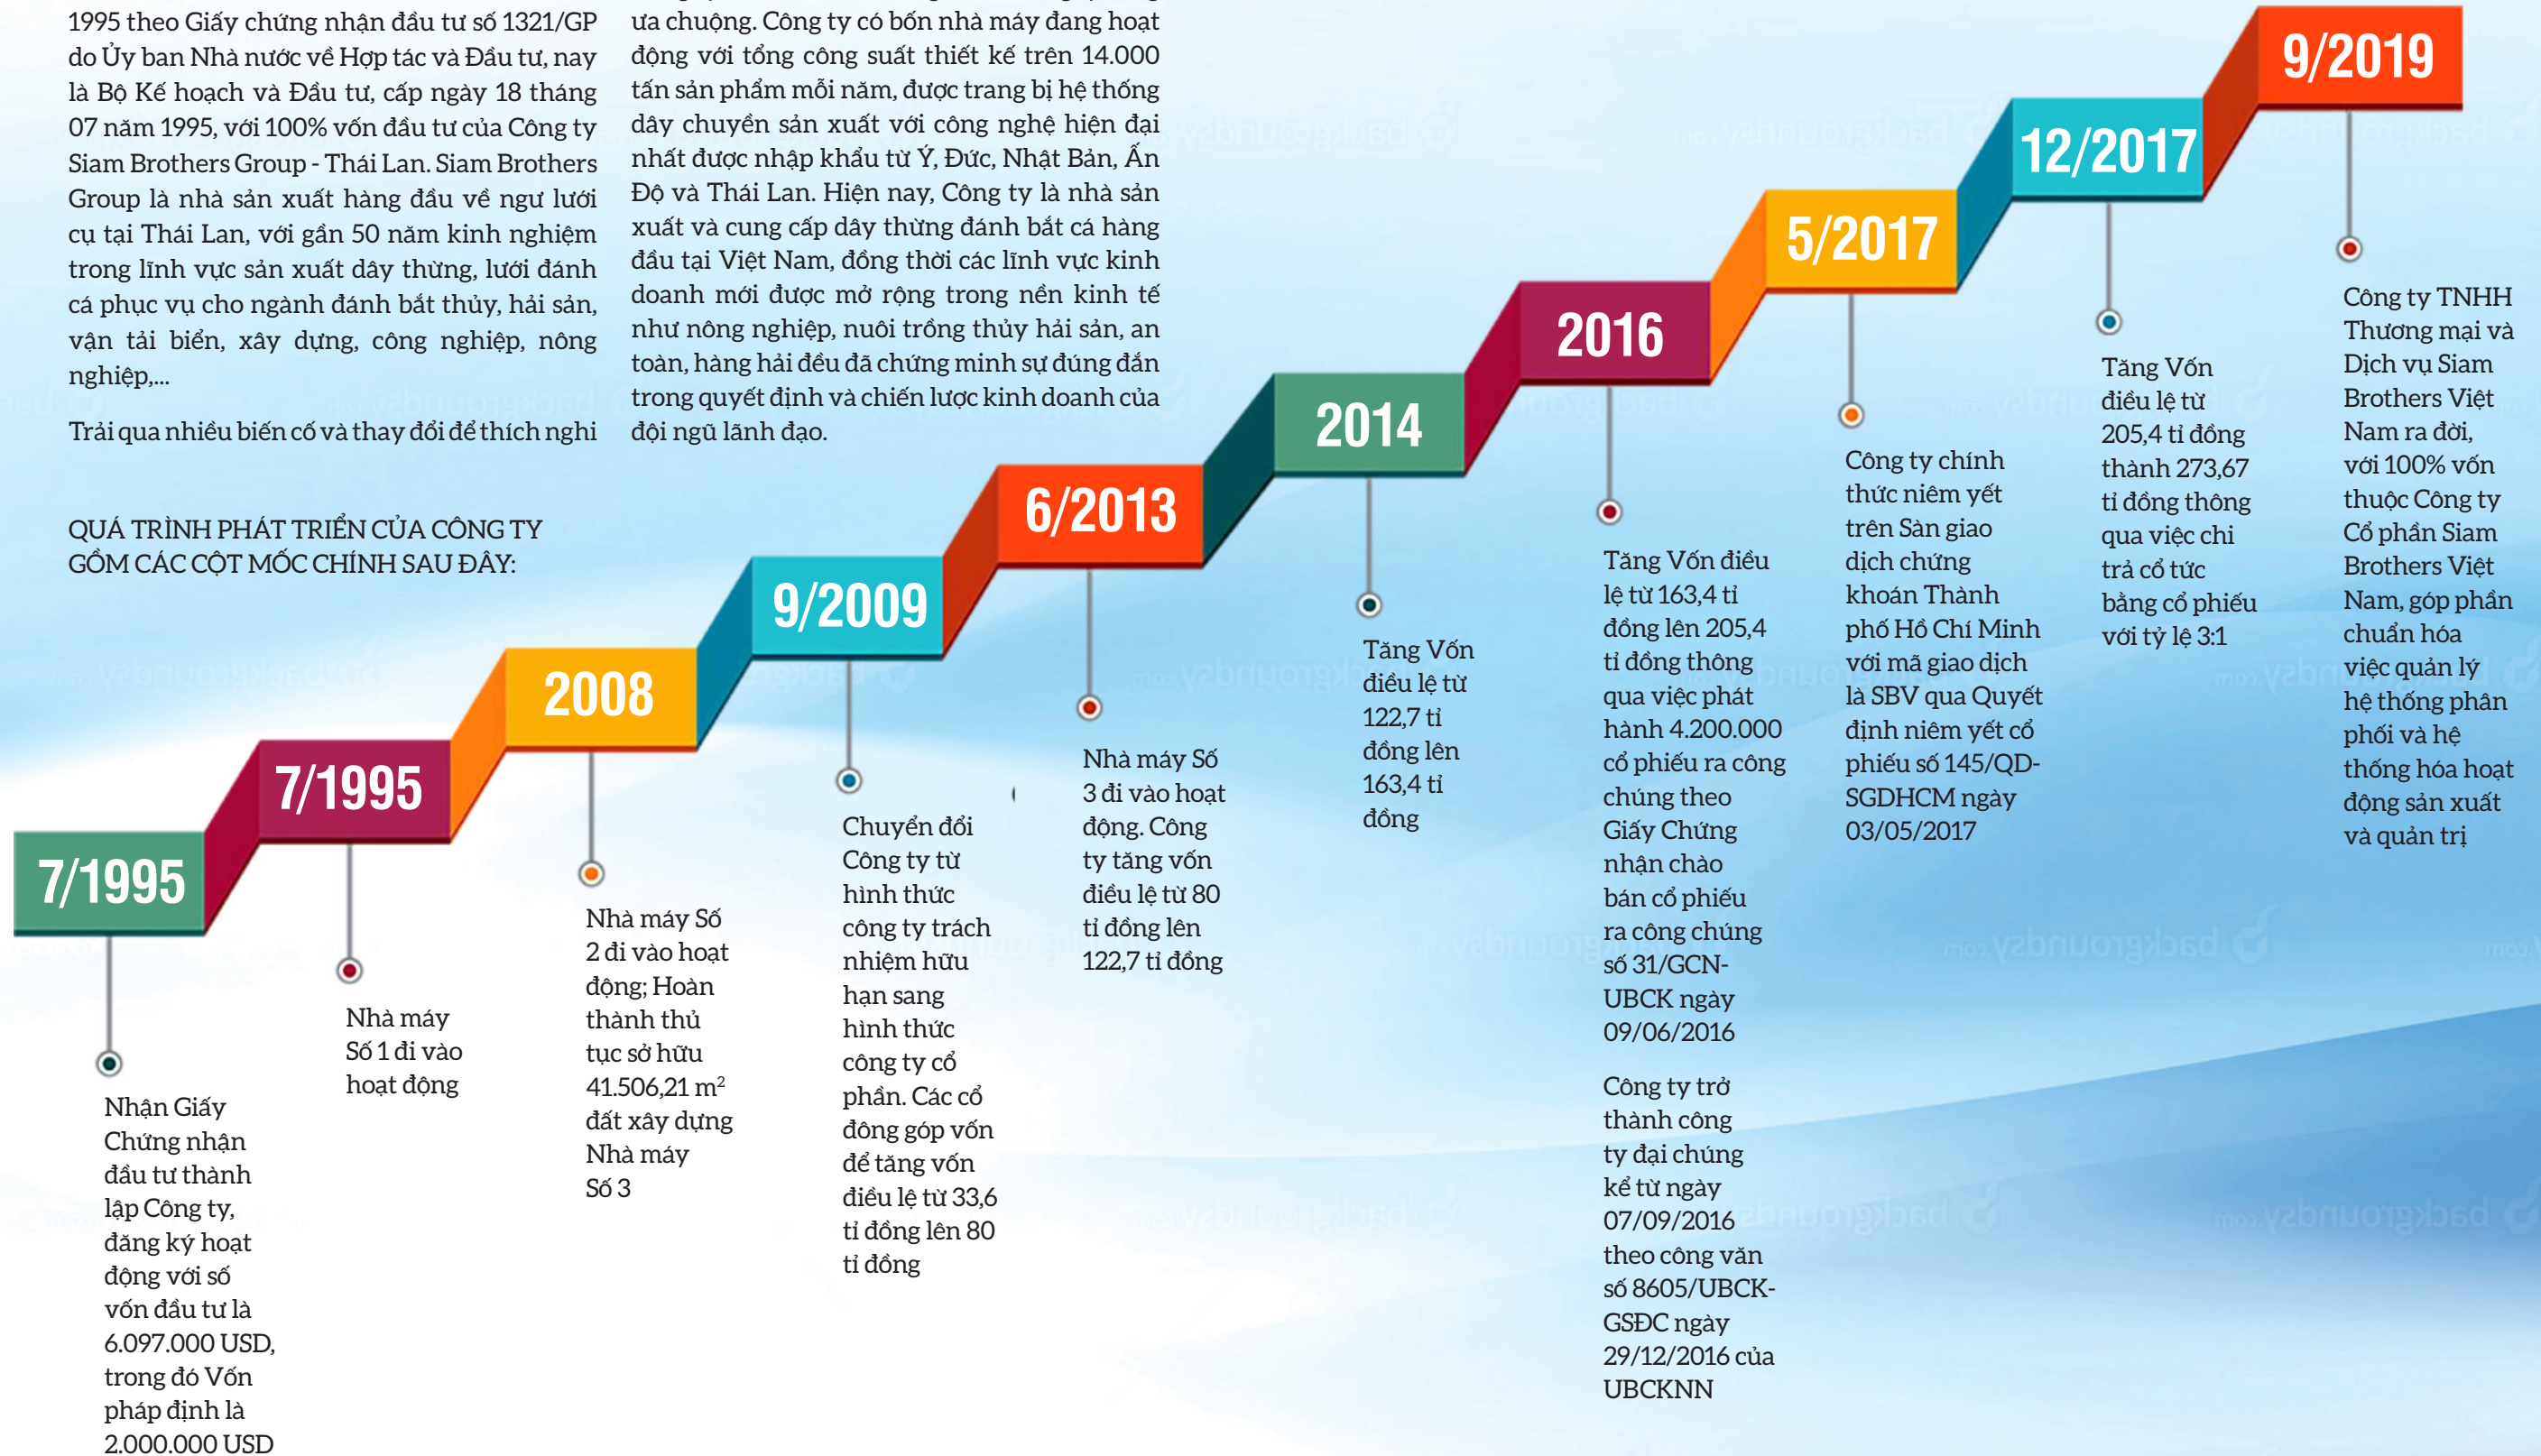 1995 theo Giấy chứng nhận đầu tư số 1321/GP
do Ủy ban Nhà nước về Hợp tác và Đầu tư, nay
là Bộ Kế hoạch và Đầu tư, cấp ngày 18 tháng
07 năm 1995, với 100% vốn đầu tư của Công ty
Siam Brothers Group - Thái Lan. Siam Brothers
Group là nhà sản xuất hàng đầu về ngư lưới
cụ tại Thái Lan, với gần 50 năm kinh nghiệm
trong lĩnh vực sản xuất dây thừng, lưới đánh
cá phục vụ cho ngành đánh bắt thủy, hải sản,
vận tải biển, xây dựng, công nghiệp, nông
nghiệp,...
Trải qua nhiều biến cố và thay đổi để thích nghi
ưa chuộng. Công ty có bốn nhà máy đang hoạt
động với tổng công suất thiết kế trên 14.000
tấn sản phẩm mỗi năm, được trang bị hệ thống
dây chuyền sản xuất với công nghệ hiện đại
nhất được nhập khẩu từ Ý, Đức, Nhật Bản, Ấn
Độ và Thái Lan. Hiện nay, Công ty là nhà sản
xuất và cung cấp dây thừng đánh bắt cá hàng
đầu tại Việt Nam, đồng thời các lĩnh vực kinh
doanh mới được mở rộng trong nền kinh tế
như nông nghiệp, nuôi trồng thủy hải sản, an
toàn, hàng hải đều đã chứng minh sự đúng đắn
trong quyết định và chiến lược kinh doanh của
đội ngũ lãnh đạo.
QUÁ TRÌNH PHÁT TRIỂN CỦA CÔNG TY
GỒM CÁC CỘT MỐC CHÍNH SAU ĐÂY:
7/1995
Nhận Giấy
Chứng nhận
đầu tư thành
lập Công ty,
đăng ký hoạt
động với số
vốn đầu tư là
6.097.000 USD,
trong đó Vốn
pháp định là
2.000.000 USD
7/1995
Nhà máy
Số 1 đi vào
hoạt động
2008
Nhà máy Số
2 đi vào hoạt
động; Hoàn
thành thủ
tục sở hữu
41.506,21 m²
đất xây dựng
Nhà máy
Số 3
9/2009
Chuyển đổi
Công ty từ
hình thức
công ty trách
nhiệm hữu
hạn sang
hình thức
công ty cổ
phần. Các cổ
đông góp vốn
để tăng vốn
điều lệ từ 33,6
tỉ đồng lên 80
tỉ đồng
6/2013
Nhà máy Số
3 đi vào hoạt
động. Công
ty tăng vốn
điều lệ từ 80
tỉ đồng lên
122,7 tỉ đồng
2014
Tăng Vốn
điều lệ từ
122,7 tỉ
đồng lên
163,4 tỉ
đồng
2016
Tăng Vốn điều
lệ từ 163,4 tỉ
đồng lên 205,4
tỉ đồng thông
qua việc phát
hành 4.200.000
cổ phiếu ra công
chúng theo
Giấy Chứng
nhận chào
bán cổ phiếu
ra công chúng
số 31/GCN-
UBCK ngày
09/06/2016
Công ty trở
thành công
ty đại chúng
kể từ ngày
07/09/2016
theo công văn
số 8605/UBCK-
GSĐC ngày
29/12/2016 của
UBCKNN
5/2017
Công ty chính
thức niêm yết
trên Sàn giao
dịch chứng
khoán Thành
phố Hồ Chí Minh
với mã giao dịch
là SBV qua Quyết
định niêm yết cổ
phiếu số 145/QD-
SGDHCM ngày
03/05/2017
12/2017
Tăng Vốn
điều lệ từ
205,4 tỉ đồng
thành 273,67
tỉ đồng thông
qua việc chi
trả cổ tức
bằng cổ phiếu
với tỷ lệ 3:1
9/2019
Công ty TNHH
Thương mại và
Dịch vụ Siam
Brothers Việt
Nam ra đời,
với 100% vốn
thuộc Công ty
Cổ phần Siam
Brothers Việt
Nam, góp phần
chuẩn hóa
việc quản lý
hệ thống phân
phối và hệ
thống hóa hoạt
động sản xuất
và quản trị